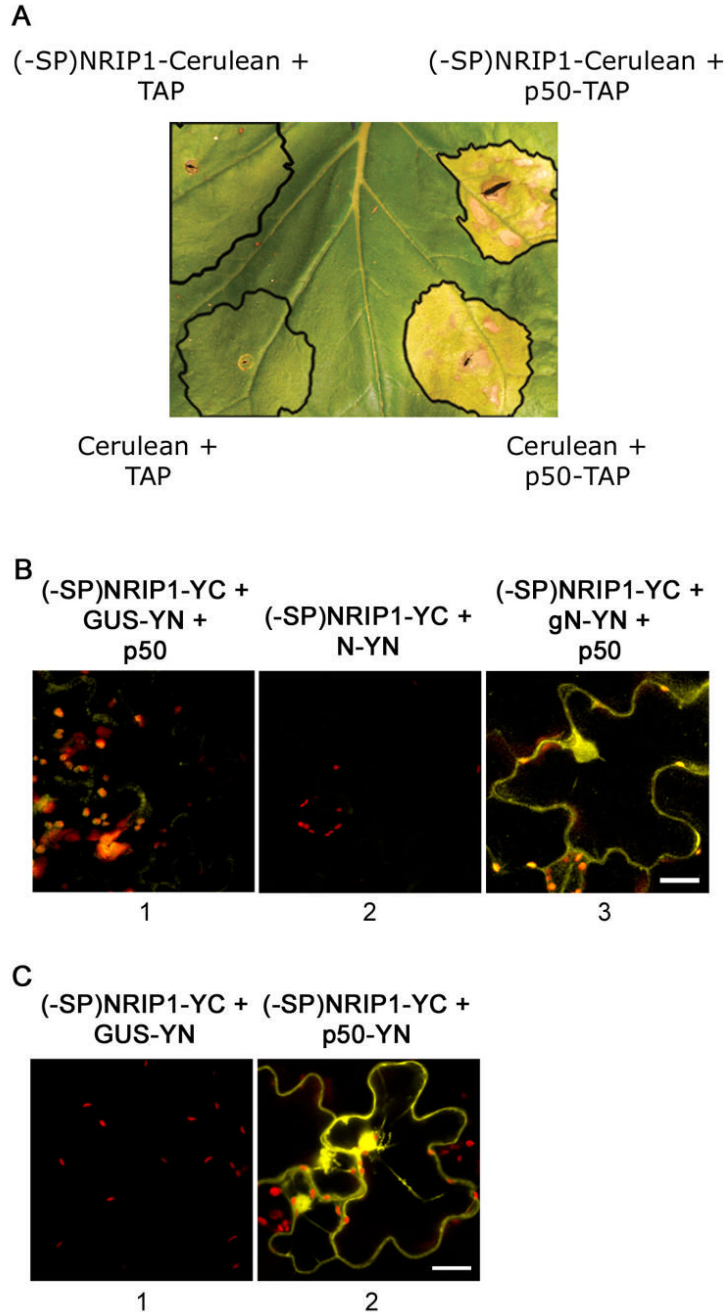 A
(-SP)NRIP1-Cerulean +
TAP
(-SP)NRIP1-Cerulean +
p50-TAP
Cerulean +
TAP
Cerulean +
p50-TAP
B
(-SP)NRIP1-YC +
GUS-YN +
p50
(-SP)NRIP1-YC +
N-YN
(-SP)NRIP1-YC +
gN-YN +
p50
1
2
3
C
(-SP)NRIP1-YC +
GUS-YN
(-SP)NRIP1-YC +
p50-YN
1
2